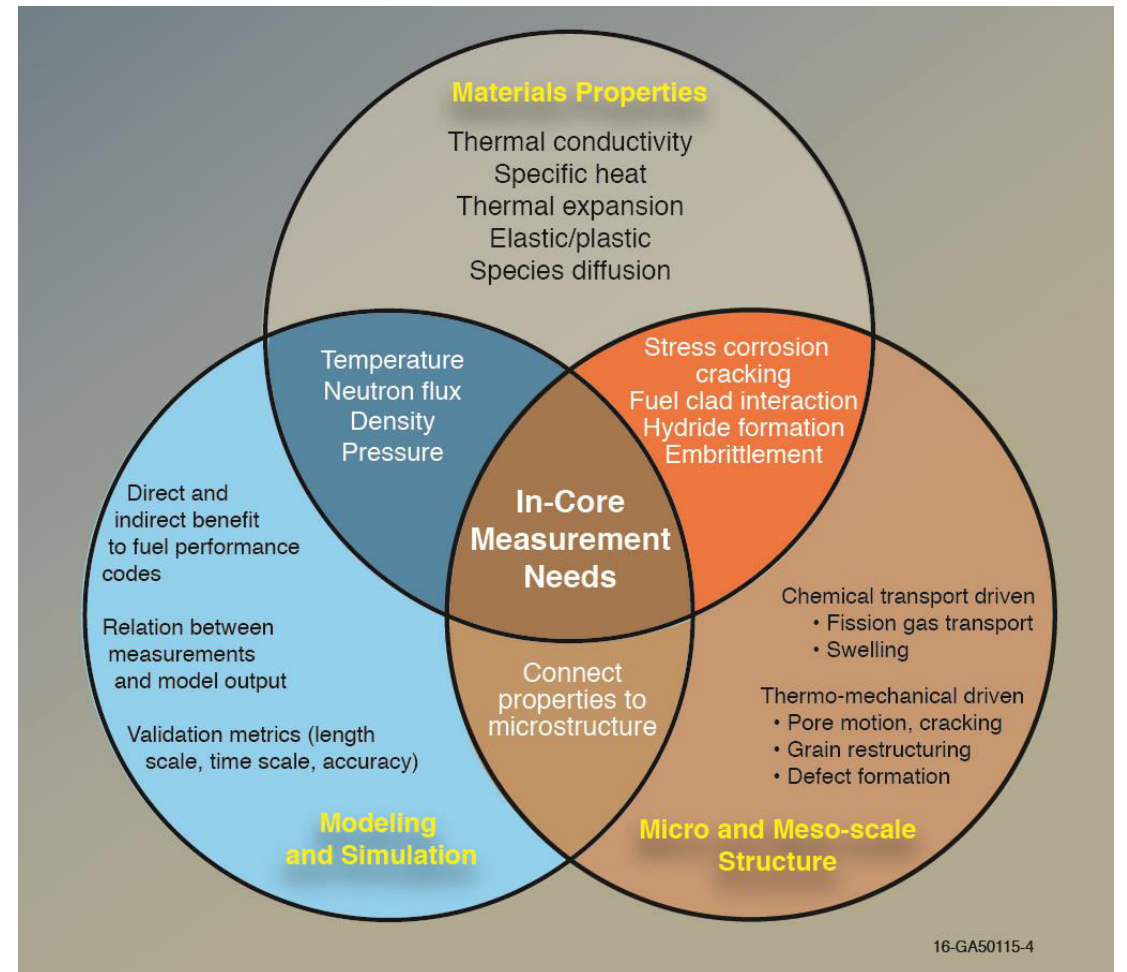 Materials Properties
Thermal conductivity
Specific heat
Thermal expansion
Elastic/plastic
Species diffusion
Temperature
Neutron flux
Density
Pressure
Stress corrosion
cracking
Fuel clad interaction
Hydride formation
Embrittlement
In-Core
Measurement
Needs
Direct and
indirect benefit
to fuel performance
codes
Relation between
measurements
and model output
Validation metrics (length
scale, time scale, accuracy)
Modeling
and Simulation
Connect
properties to
microstructure
Chemical transport driven
• Fission gas transport
• Swelling
Thermo-mechanical driven
• Pore motion, cracking
• Grain restructuring
• Defect formation
Micro and Meso-scale
Structure
16-GA50115-4